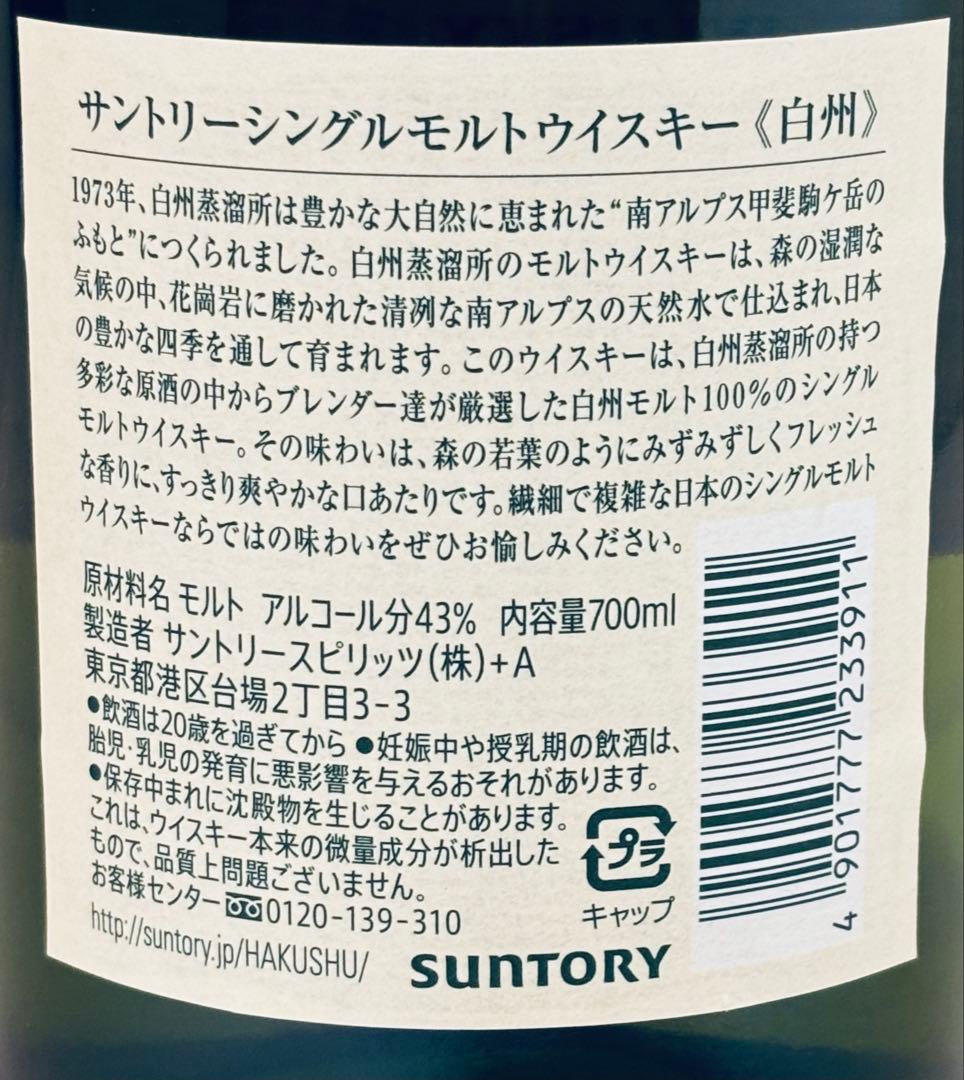 サントリーシングルモルトウイスキー《白州》
1973年、白州蒸溜所は豊かな大自然に恵まれた“南アルプス甲斐駒ケ岳の
ふもと”につくられました。白州蒸溜所のモルトウイスキーは、森の湿潤な
気候の中、花崗岩に磨かれた清冽な南アルプスの天然水で仕込まれ、日本
の豊かな四季を通して育まれます。このウイスキーは、白州蒸溜所の持つ
多彩な原酒の中からブレンダー達が厳選した白州モルト100%のシングル
モルトウイスキー。その味わいは、森の若葉のようにみずみずしくフレッシュ
な香りに、すっきり爽やかな口あたりです。繊細で複雑な日本のシングルモルト
ウイスキーならではの味わいをぜひお愉しみください。
原材料名 モルト アルコール分43% 内容量700ml
製造者 サントリースピリッツ(株)+A
東京都港区台場2丁目3-3
●飲酒は20歳を過ぎてから ●妊娠中や授乳期の飲酒は、
胎児・乳児の発育に悪影響を与えるおそれがあります。
●保存中まれに沈殿物を生じることがあります。
これは、ウイスキー本来の微量成分が析出した
もので、品質上問題ございません。
お客様センター 0120-139-310
http://suntory.jp/HAKUSHU/
プラ
キャップ
SUNTORY
4 901777 233911